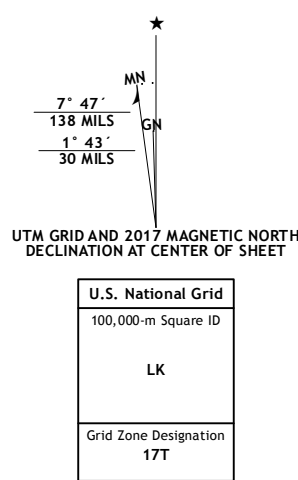 ★
MN
GN
7° 47´
138 MILS
1° 43´
30 MILS
UTM GRID AND 2017 MAGNETIC NORTH
DECLINATION AT CENTER OF SHEET
U.S. National Grid
100,000-m Square ID
LK
Grid Zone Designation
17T